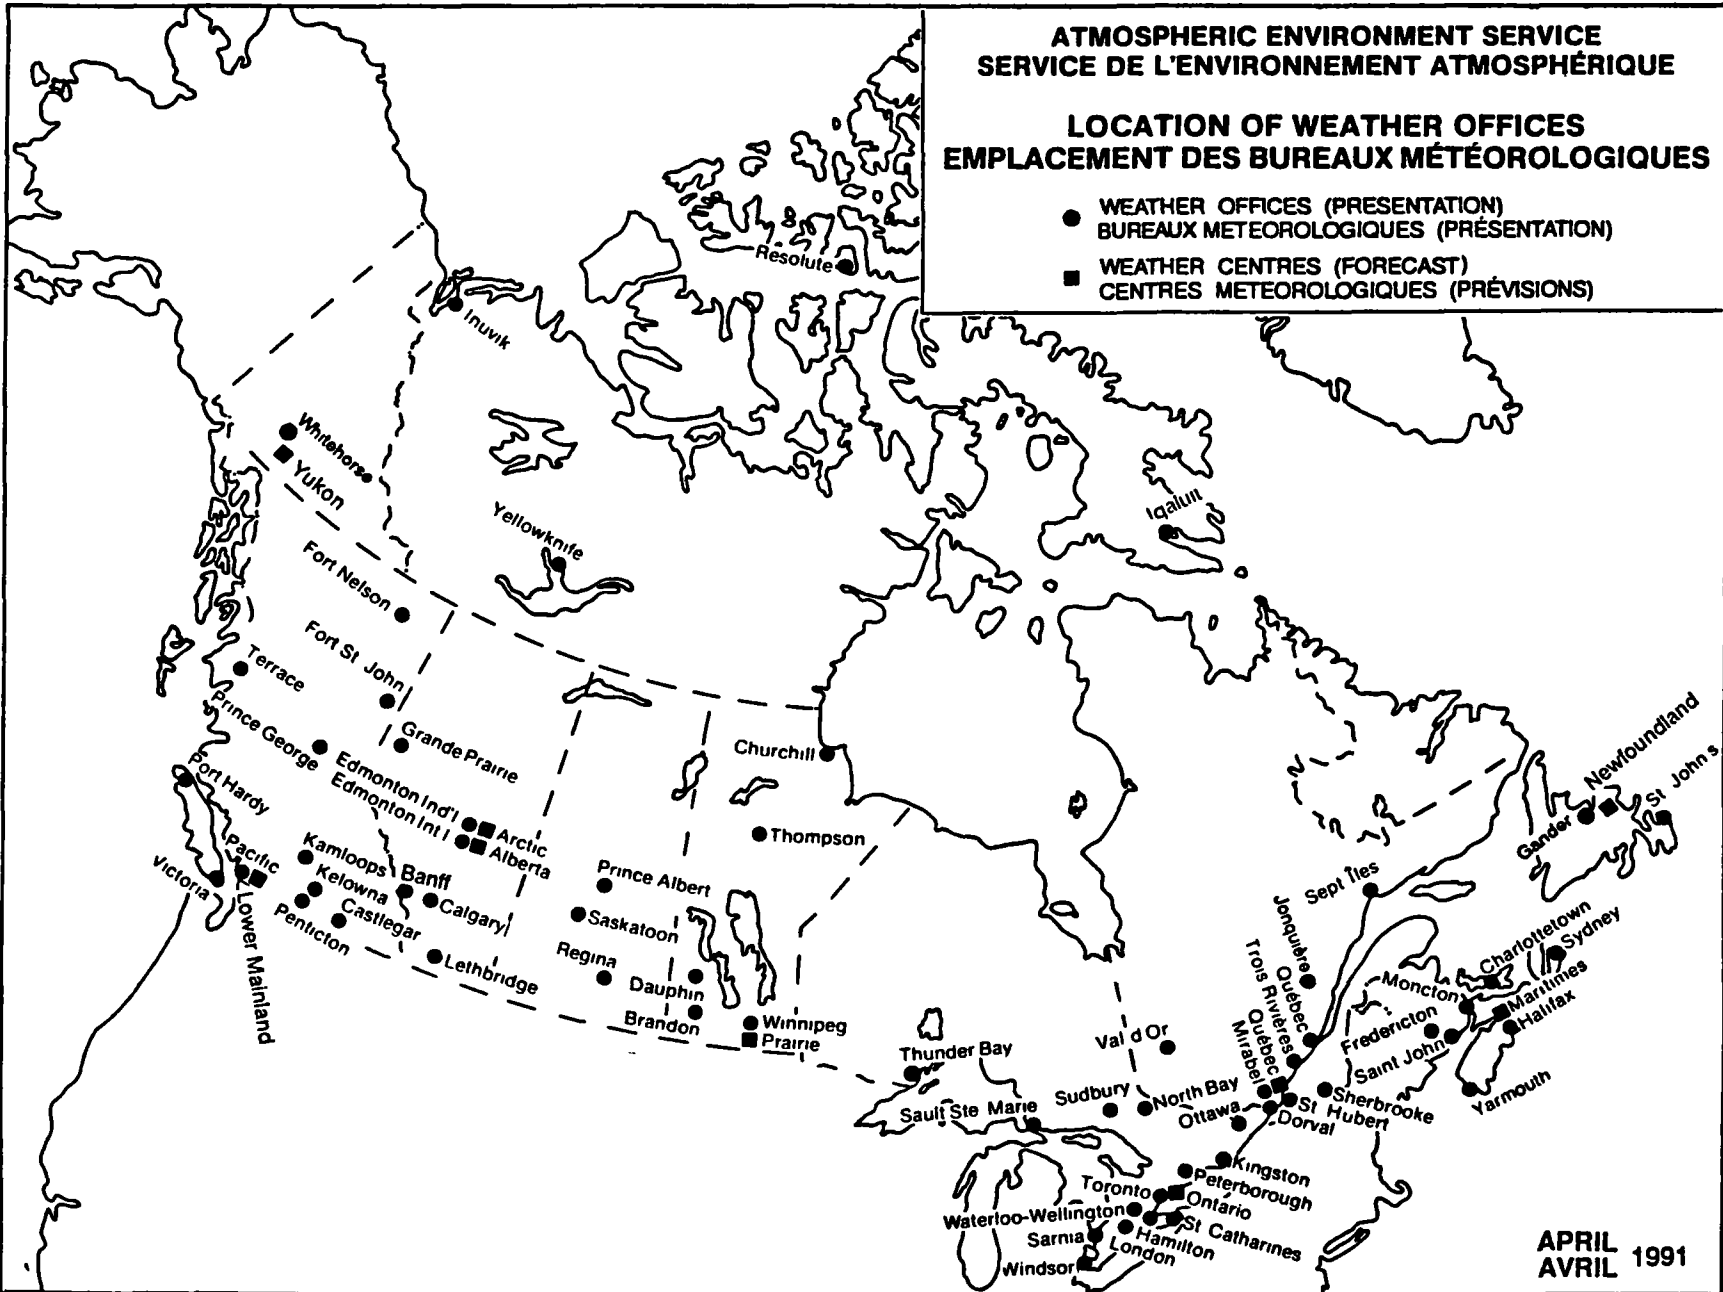 ATMOSPHERIC ENVIRONMENT SERVICE
SERVICE DE L'ENVIRONNEMENT ATMOSPHÉRIQUE
LOCATION OF WEATHER OFFICES
EMPLACEMENT DES BUREAUX MÉTÉOROLOGIQUES
WEATHER OFFICES (PRESENTATION)
BUREAUX METEOROLOGIQUES (PRÉSENTATION)
WEATHER CENTRES (FORECAST)
CENTRES METEOROLOGIQUES (PRÉVISIONS)
Resolute
Inuvik
Whitehorse
Yukon
Yellowknife
Iqaluit
Fort Nelson
Fort St John
Terrace
Prince George
Grande Prairie
Port Hardy
Edmonton Ind'l
Edmonton Int l
Arctic
Alberta
Churchill
Thompson
Pacific
Victoria
Lower Mainland
Kamloops
Kelowna
Penticton
Castlegar
Banff
Calgary
Lethbridge
Prince Albert
Saskatoon
Regina
Dauphin
Brandon
Winnipeg
Prairie
Thunder Bay
Sault Ste Marie
Sudbury
North Bay
Val d Or
Ottawa
Mirabel
Québec
Trois Rivières
Québec
Jonquière
Sept Îles
Dorval
St Hubert
Sherbrooke
Kingston
Peterborough
Toronto
Ontario
Waterloo-Wellington
Hamilton
St Catharines
Sarnia
London
Windsor
Newfoundland
Gander
St John s
Charlottetown
Sydney
Moncton
Maritimes
Halifax
Fredericton
Saint John
Yarmouth
APRIL
AVRIL 1991